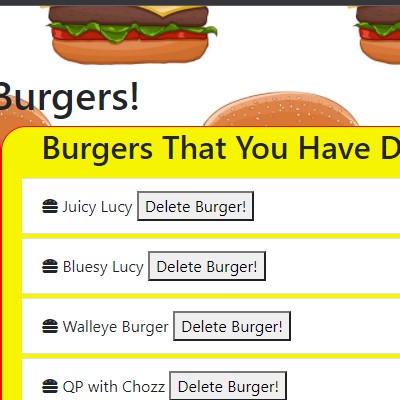 Burgers!
Burgers That You Have D
Juicy Lucy Delete Burger!
Bluesy Lucy Delete Burger!
Walleye Burger Delete Burger!
QP with Chozz Delete Burger!